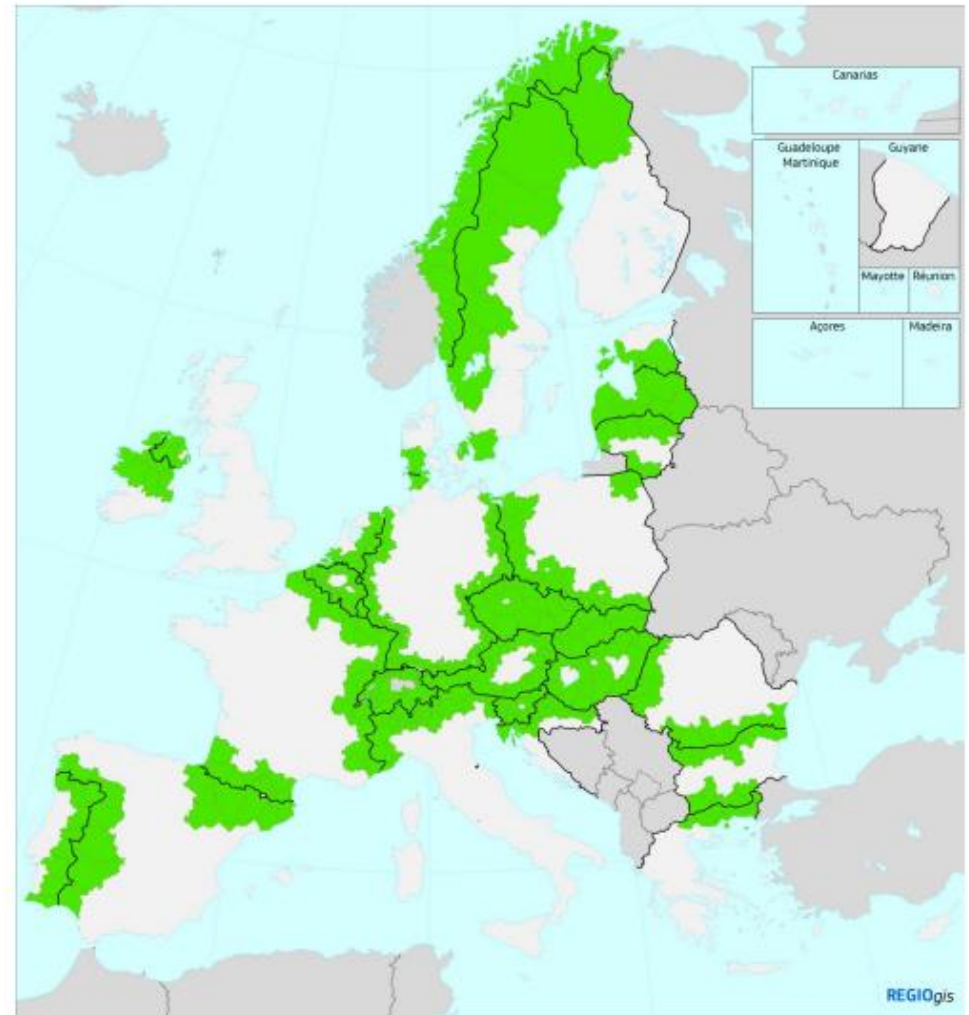 Canarias
Guadeloupe
Martinique
Guyane
Mayotte
Réunion
Açores
Madeira
REGIOgis